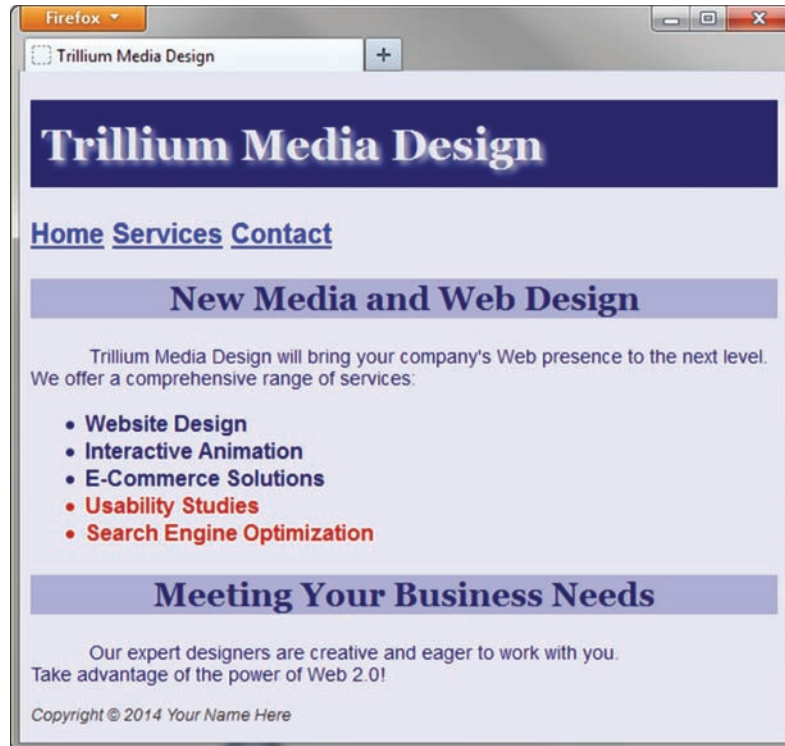 Firefox
Trillium Media Design
Trillium Media Design
Home Services Contact
New Media and Web Design
Trillium Media Design will bring your company's Web presence to the next level.
We offer a comprehensive range of services:
• Website Design
• Interactive Animation
• E-Commerce Solutions
• Usability Studies
• Search Engine Optimization
Meeting Your Business Needs
Our expert designers are creative and eager to work with you.
Take advantage of the power of Web 2.0!
Copyright © 2014 Your Name Here